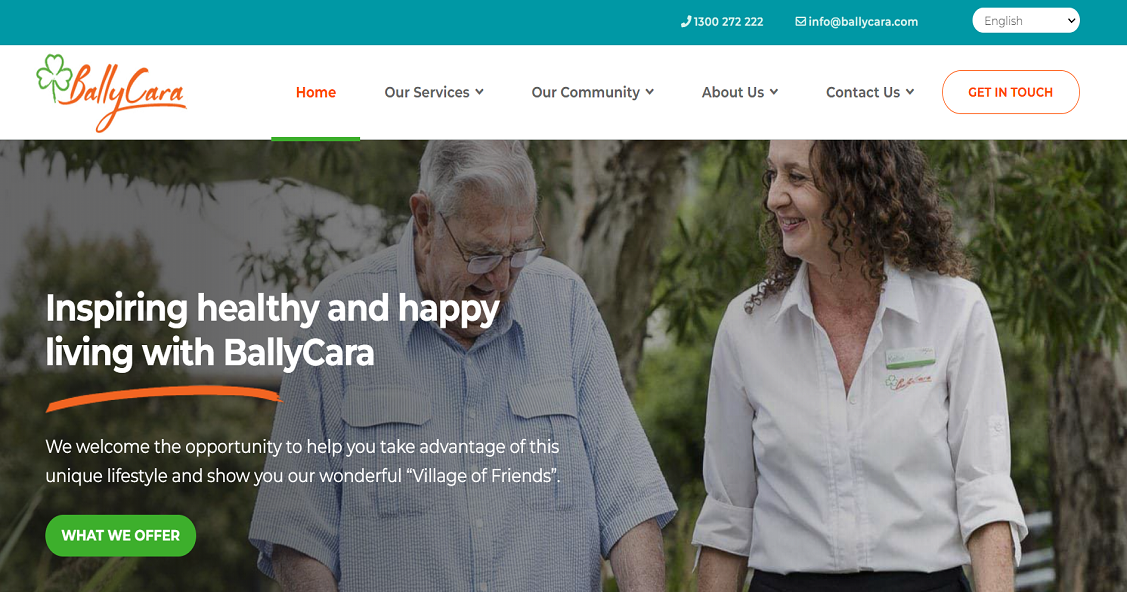 1300 272 222 info@ballycara.com English
BallyCara
Home Our Services Our Community About Us Contact Us GET IN TOUCH
Inspiring healthy and happy
living with BallyCara
We welcome the opportunity to help you take advantage of this
unique lifestyle and show you our wonderful “Village of Friends”.
WHAT WE OFFER
BallyCara